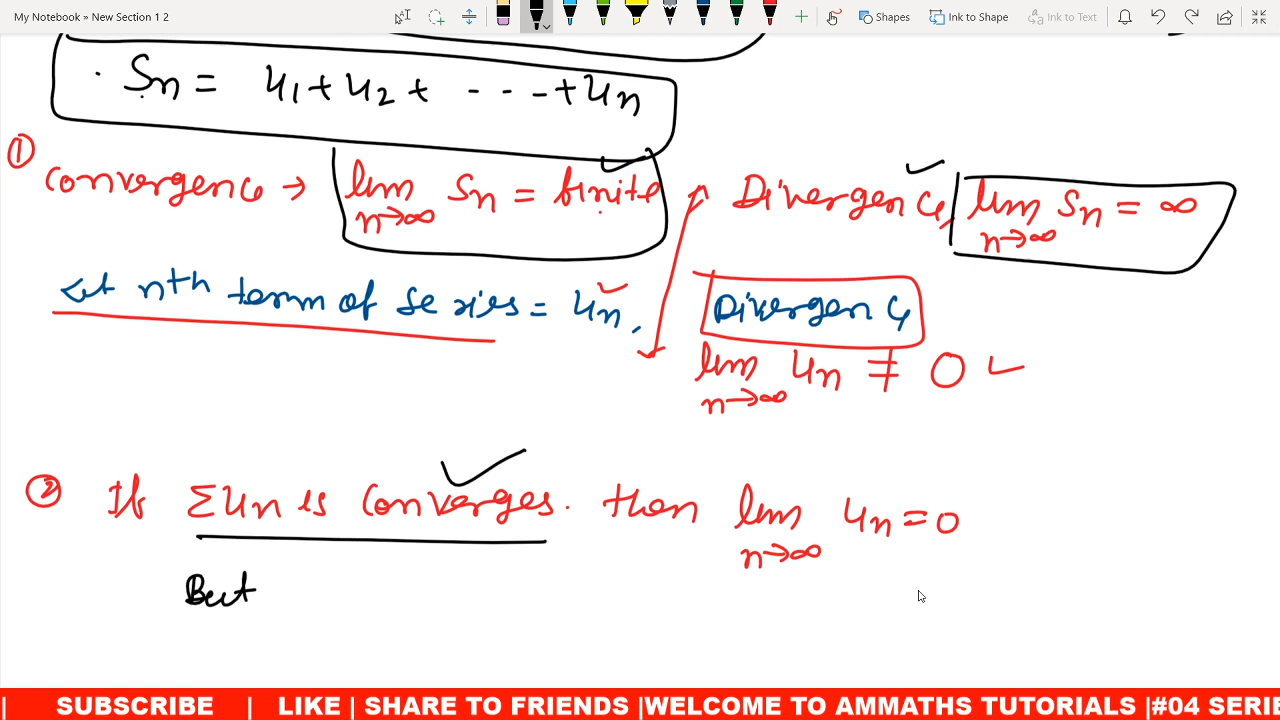 My Notebook » New Section 1 2
Shapes
Ink to Shape
Ink to Text
Sn = u1 + u2 + - - - + un
① Convergence → lim n→∞ Sn = finite
Divergence, lim n→∞ Sn = ∞
Let nth term of series = un,
Divergence
lim n→∞ un ≠ 0
② If Σun is Converges. then lim n→∞ un = 0
But
| SUBSCRIBE | LIKE | SHARE TO FRIENDS |WELCOME TO AMMATHS TUTORIALS |#04 SERIE